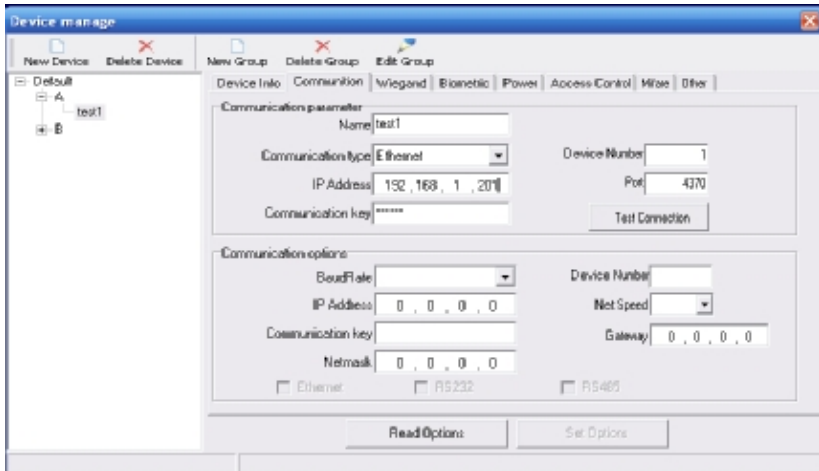 Device manage
New Device Delete Device New Group Delete Group Edit Group
Default
A
test1
B
Device Info Communition Wiegand Biometric Power Access Control Mifare Other
Communication parameter
Name test1
Communication type Ethernet Device Number 1
IP Address 192 . 168 . 1 . 201 Port 4370
Communication key ****** Test Connection
Communication options
BaudRate Device Number
IP Address 0 . 0 . 0 . 0 Net Speed
Communication key Gateway 0 . 0 . 0 . 0
Netmask 0 . 0 . 0 . 0
Ethernet RS232 RS485
Read Options Set Options